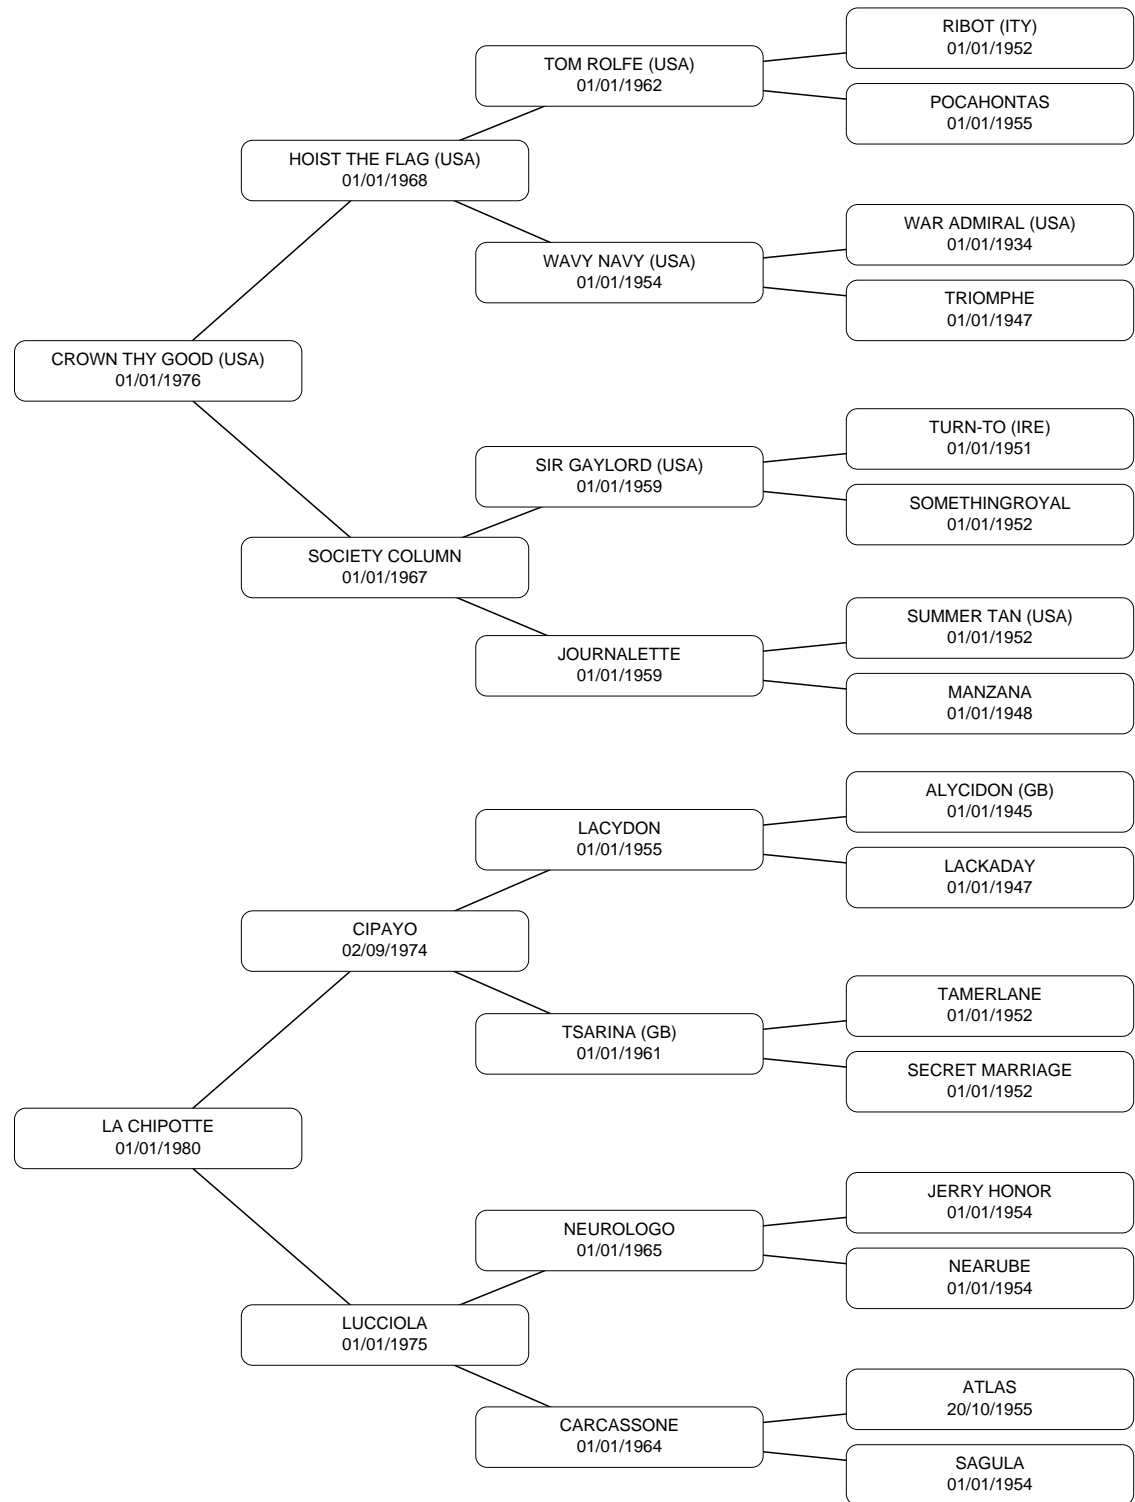 RIBOT (ITY)
01/01/1952
TOM ROLFE (USA)
01/01/1962
POCAHONTAS
01/01/1955
HOIST THE FLAG (USA)
01/01/1968
WAR ADMIRAL (USA)
01/01/1934
WAVY NAVY (USA)
01/01/1954
TRIOMPHE
01/01/1947
CROWN THY GOOD (USA)
01/01/1976
TURN-TO (IRE)
01/01/1951
SIR GAYLORD (USA)
01/01/1959
SOMETHINGROYAL
01/01/1952
SOCIETY COLUMN
01/01/1967
SUMMER TAN (USA)
01/01/1952
JOURNALETTE
01/01/1959
MANZANA
01/01/1948
ALYCIDON (GB)
01/01/1945
LACYDON
01/01/1955
LACKADAY
01/01/1947
CIPAYO
02/09/1974
TAMERLANE
01/01/1952
TSARINA (GB)
01/01/1961
SECRET MARRIAGE
01/01/1952
LA CHIPOTTE
01/01/1980
JERRY HONOR
01/01/1954
NEUROLOGO
01/01/1965
NEARUBE
01/01/1954
LUCCIOLA
01/01/1975
ATLAS
20/10/1955
CARCASSONE
01/01/1964
SAGULA
01/01/1954